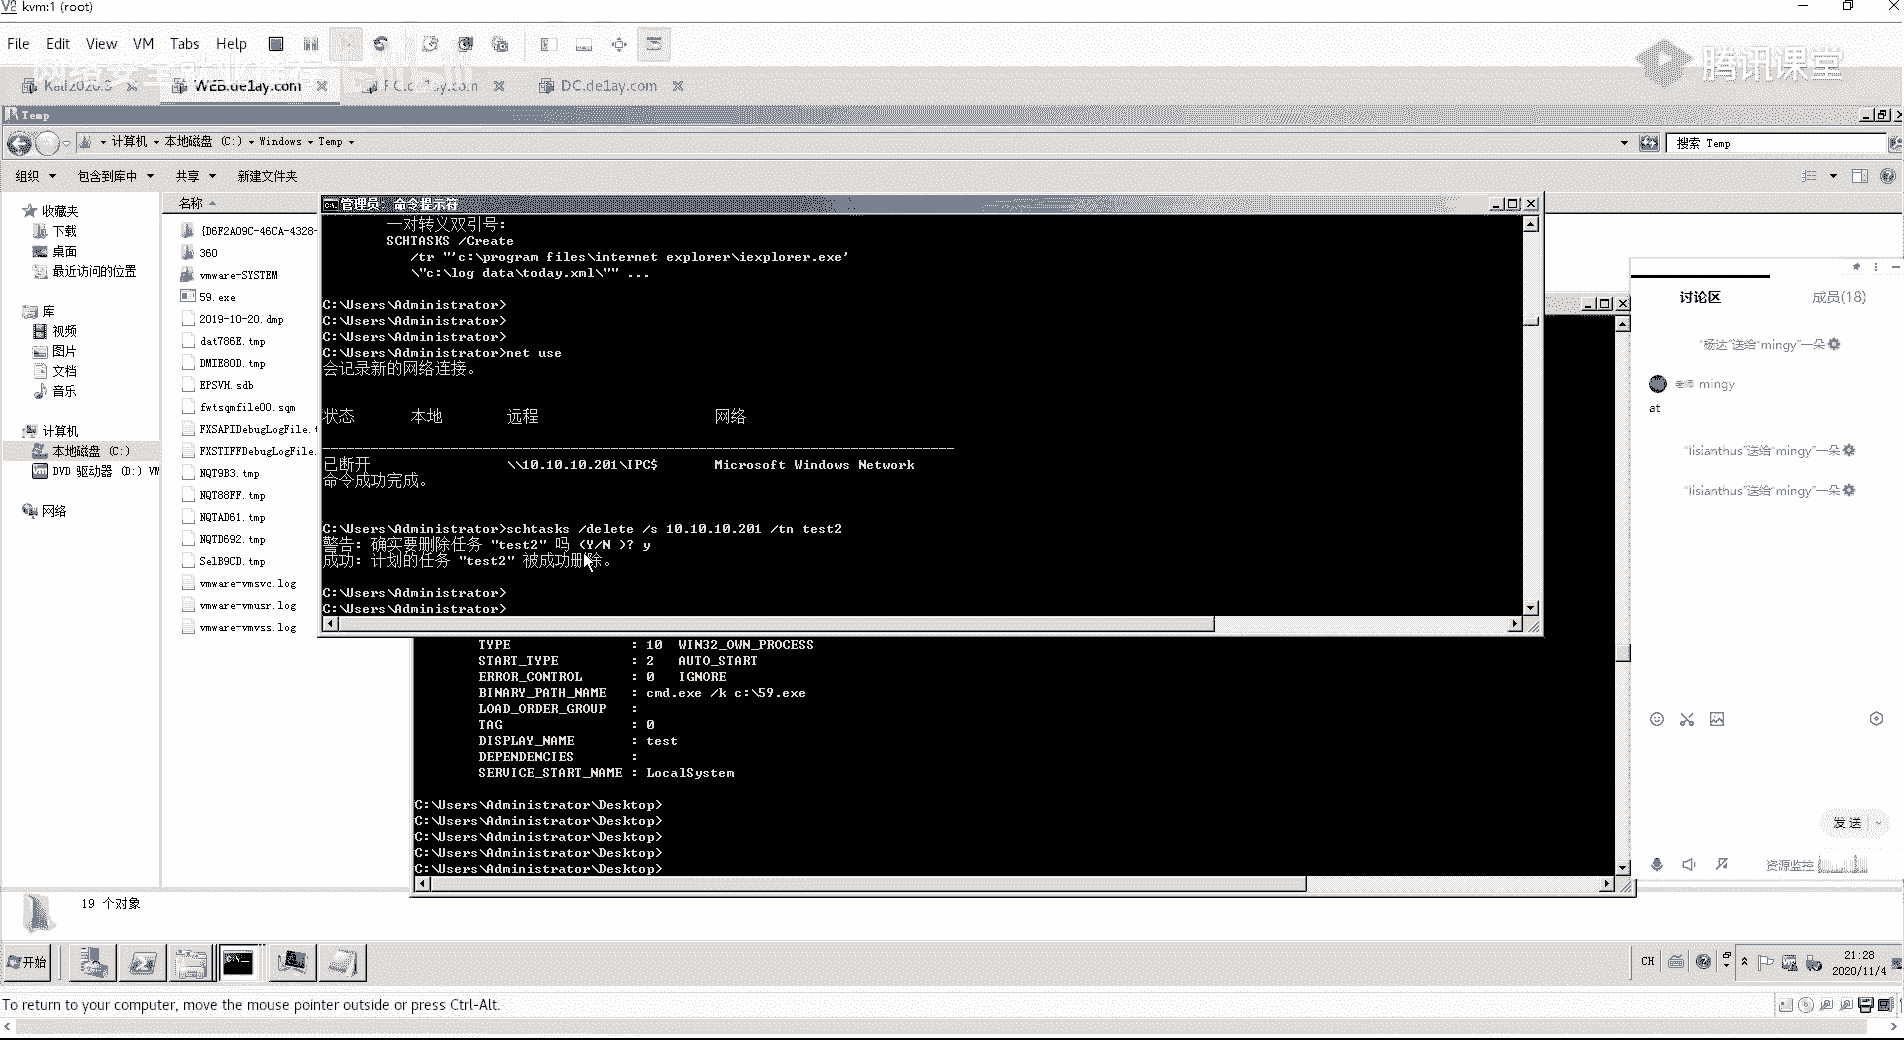 kvm:1 (root)
File Edit View VM Tabs Help
腾讯课堂
WEB.de1ay.com
DC.de1ay.com
Temp
计算机 本地磁盘 (C:) Windows Temp
搜索 Temp
组织 包含到库中 共享 新建文件夹
收藏夹
下载
桌面
最近访问的位置
库
视频
图片
文档
音乐
计算机
本地磁盘 (C:)
DVD 驱动器 (D:) VM
网络
名称
{D6F2A09C-46CA-4328-
360
vmware-SYSTEM
59.exe
2019-10-20.dmp
dat786E.tmp
DMIE80D.tmp
EPSVH.sdb
fwtsqmfile00.sqm
FXSAPIDebugLogFile.t
FXSTIFFDebugLogFile.
NQT9B3.tmp
NQT88FF.tmp
NQTAD61.tmp
NQTD692.tmp
SelB9CD.tmp
vmware-vmsvc.log
vmware-vmusr.log
vmware-vmvss.log
管理员: 命令提示符
一对转义双引号:
SCHTASKS /Create
/tr "'c:\program files\internet explorer\iexplorer.exe'
\"c:\log data\today.xml\"" ...
C:\Users\Administrator>
C:\Users\Administrator>
C:\Users\Administrator>
C:\Users\Administrator>net use
会记录新的网络连接。
状态 本地 远程 网络
-------------------------------------------------------------------------------
已断开 \\10.10.10.201\IPC$ Microsoft Windows Network
命令成功完成。
C:\Users\Administrator>schtasks /delete /s 10.10.10.201 /tn test2
警告: 确实要删除任务 "test2" 吗 (Y/N )? y
成功: 计划的任务 "test2" 被成功删除。
C:\Users\Administrator>
C:\Users\Administrator>
TYPE : 10 WIN32_OWN_PROCESS
START_TYPE : 2 AUTO_START
ERROR_CONTROL : 0 IGNORE
BINARY_PATH_NAME : cmd.exe /k c:\59.exe
LOAD_ORDER_GROUP :
TAG : 0
DISPLAY_NAME : test
DEPENDENCIES :
SERVICE_START_NAME : LocalSystem
C:\Users\Administrator\Desktop>
C:\Users\Administrator\Desktop>
C:\Users\Administrator\Desktop>
C:\Users\Administrator\Desktop>
C:\Users\Administrator\Desktop>
讨论区 成员(18)
"杨达"送给"mingy"一朵
老师 mingy
at
"lisianthus"送给"mingy"一朵
"lisianthus"送给"mingy"一朵
发送
资源监控
19 个对象
开始
CH
21:28
2020/11/4
To return to your computer, move the mouse pointer outside or press Ctrl-Alt.